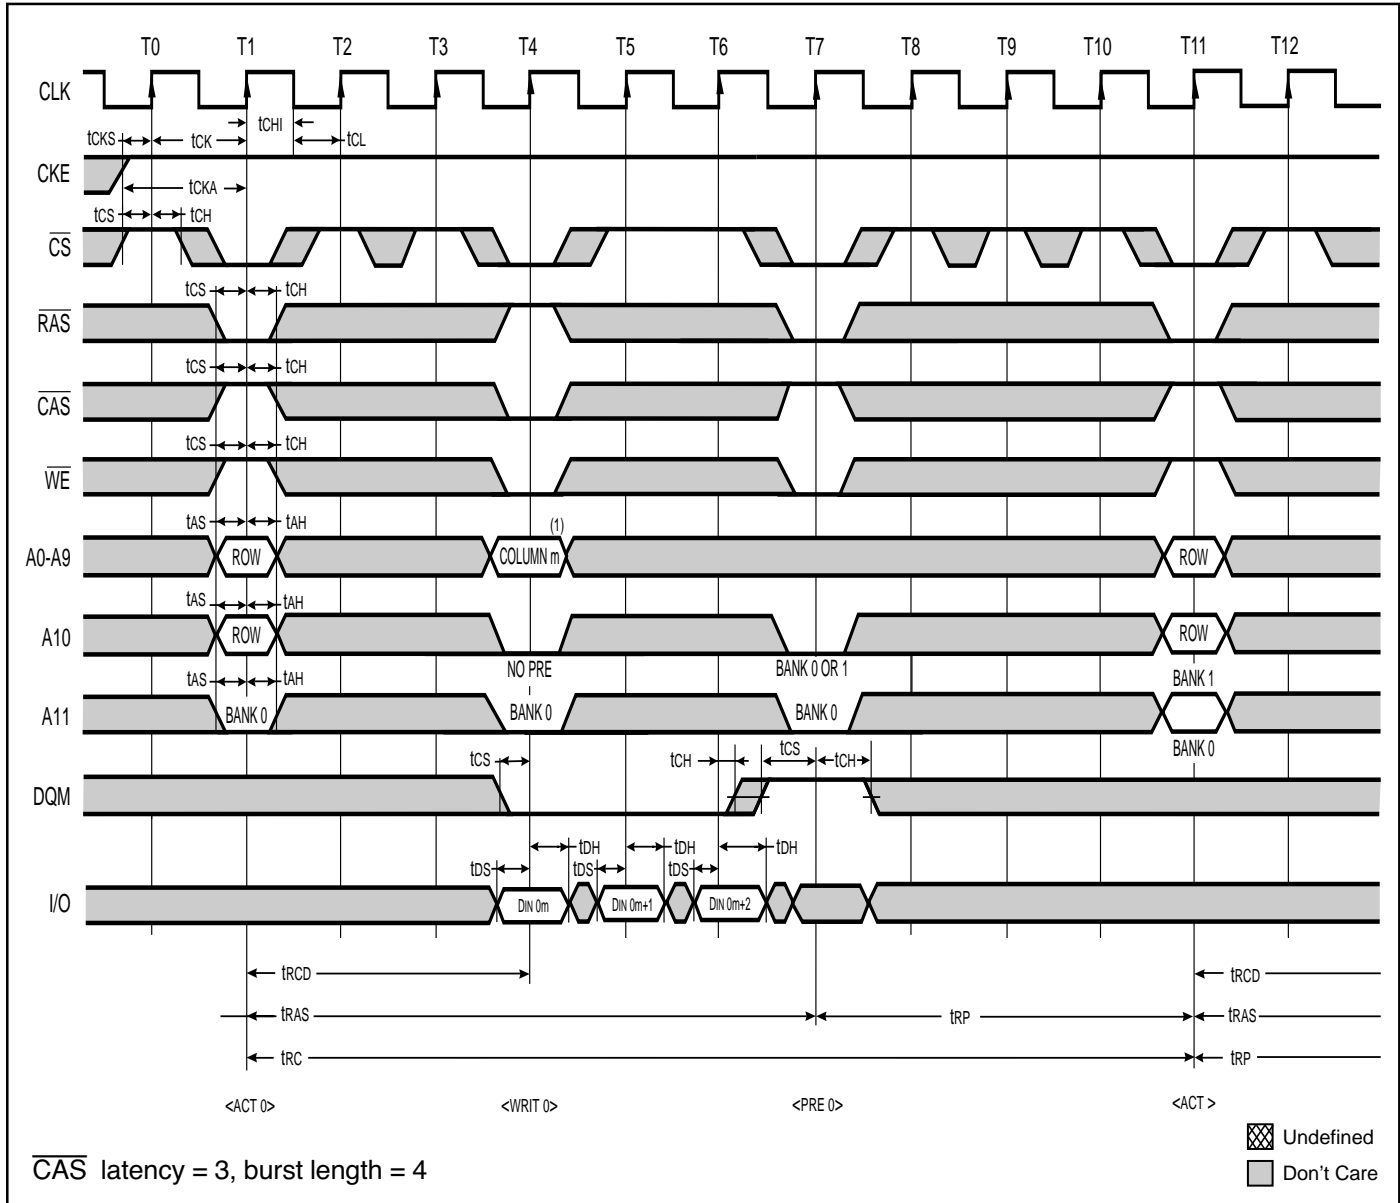 T0 T1 T2 T3 T4 T5 T6 T7 T8 T9 T10 T11 T12
CLK
tCHI
tCKS tCK tCL
CKE
tCKA
tCS tCH
CS
tCS tCH
RAS
tCS tCH
CAS
tCS tCH
WE
tAS tAH (1)
A0-A9 ROW COLUMN m ROW
tAS tAH
A10 ROW ROW
NO PRE BANK 0 OR 1 BANK 1
tAS tAH
A11 BANK 0 BANK 0 BANK 0
BANK 0
tCS tCH tCS tCH
DQM
tDH tDH tDH
tDS tDS tDS
I/O DIN 0m DIN 0m+1 DIN 0m+2
tRCD tRCD
tRAS tRP tRAS
tRC tRP
<ACT 0> <WRIT 0> <PRE 0> <ACT >
Undefined
CAS latency = 3, burst length = 4
Don't Care